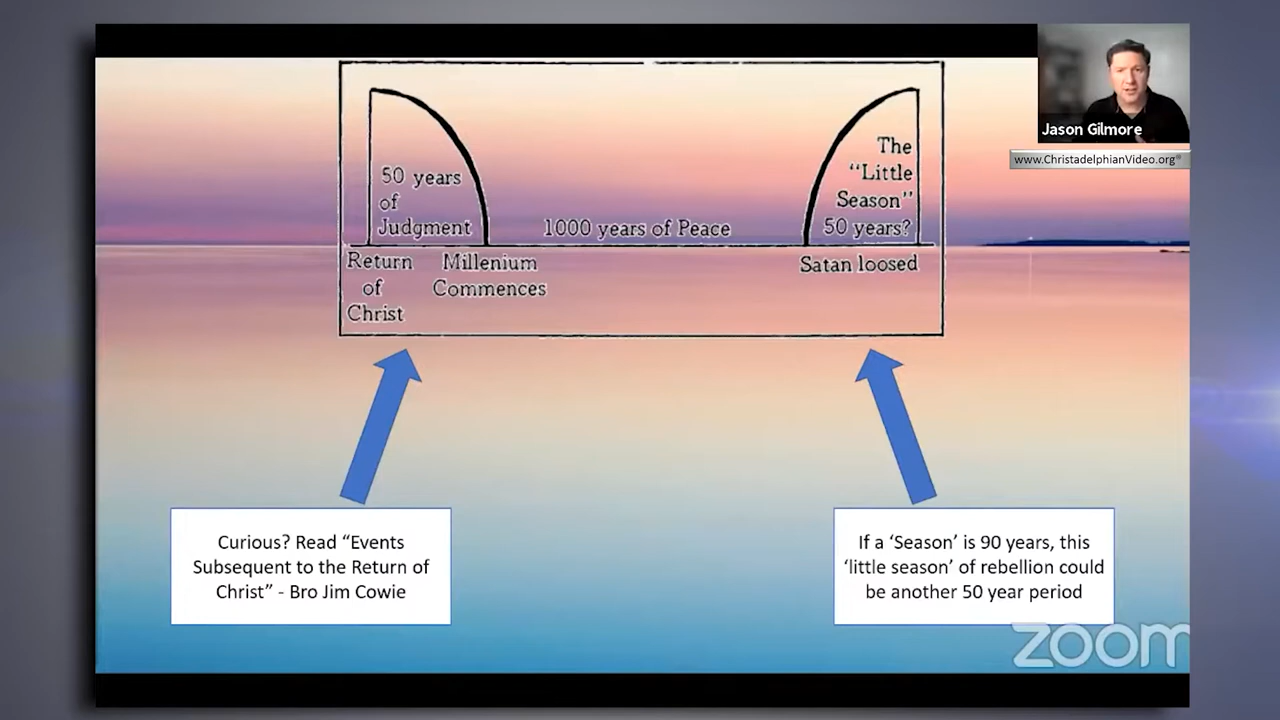 Jason Gilmore
www.ChristadelphianVideo.org®
50 years
of
Judgment
1000 years of Peace
The
“Little
Season”
50 years?
Return
of
Christ
Millenium
Commences
Satan loosed
Curious? Read “Events
Subsequent to the Return of
Christ” - Bro Jim Cowie
If a ‘Season’ is 90 years, this
‘little season’ of rebellion could
be another 50 year period
zoom